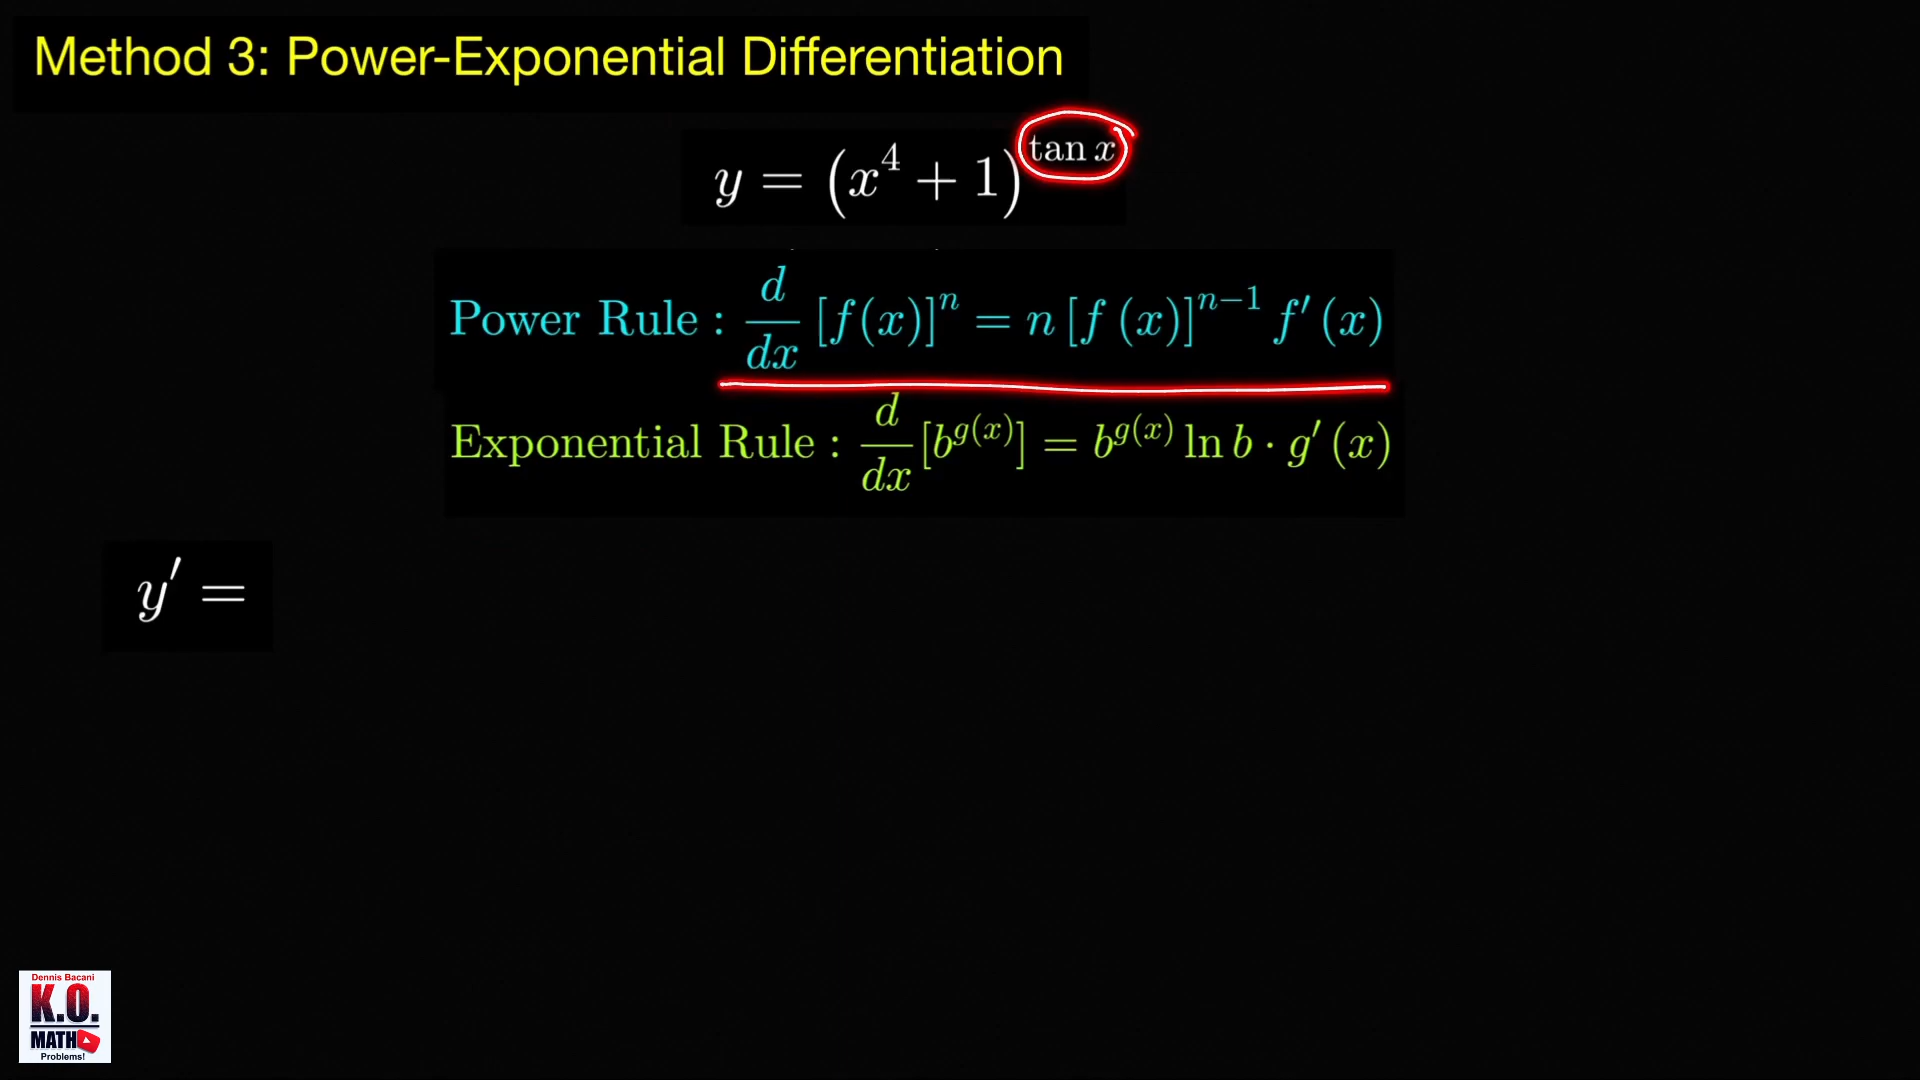 Method 3: Power-Exponential Differentiation
y = (x⁴ + 1)^{tan x}
Power Rule : d/dx [f(x)]^n = n [f (x)]^{n−1} f′ (x)
Exponential Rule : d/dx [b^{g(x)}] = b^{g(x)} ln b · g′ (x)
y′ =
Dennis Bacani
K.O.
MATH
Problems!